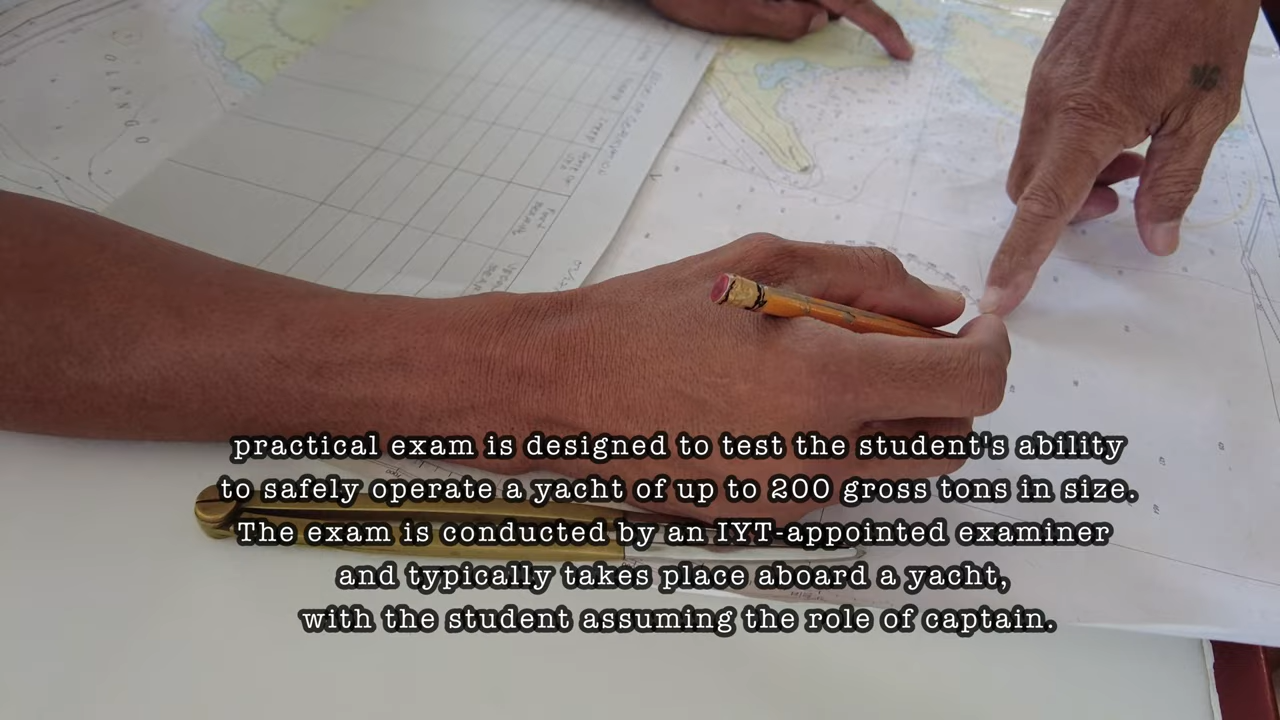 practical exam is designed to test the student's ability
to safely operate a yacht of up to 200 gross tons in size.
The exam is conducted by an IYT-appointed examiner
and typically takes place aboard a yacht,
with the student assuming the role of captain.